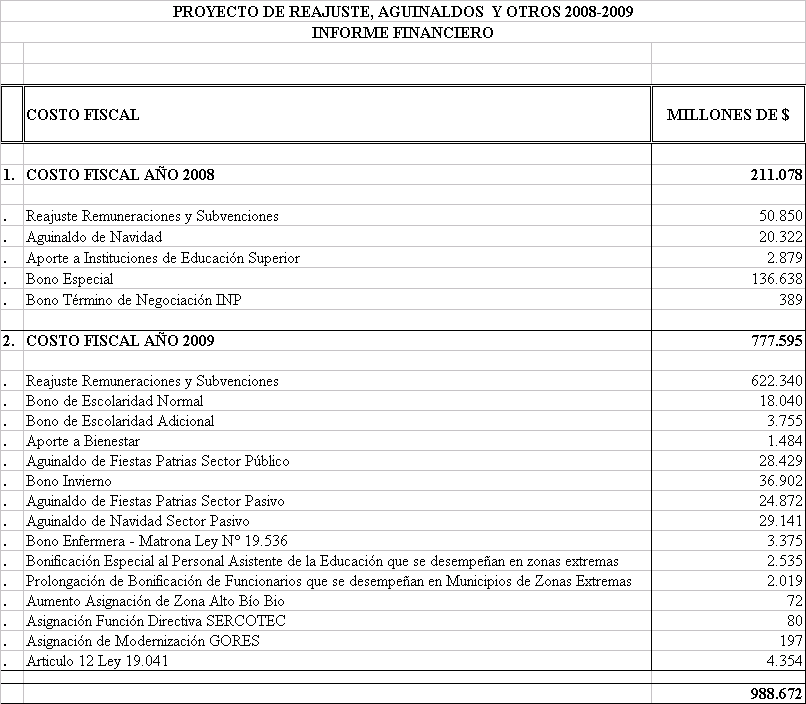 PROYECTO DE REAJUSTE, AGUINALDOS Y OTROS 2008-2009
INFORME FINANCIERO
COSTO FISCAL MILLONES DE $
1. COSTO FISCAL AÑO 2008 211.078
. Reajuste Remuneraciones y Subvenciones 50.850
. Aguinaldo de Navidad 20.322
. Aporte a Instituciones de Educación Superior 2.879
. Bono Especial 136.638
. Bono Término de Negociación INP 389
2. COSTO FISCAL AÑO 2009 777.595
. Reajuste Remuneraciones y Subvenciones 622.340
. Bono de Escolaridad Normal 18.040
. Bono de Escolaridad Adicional 3.755
. Aporte a Bienestar 1.484
. Aguinaldo de Fiestas Patrias Sector Público 28.429
. Bono Invierno 36.902
. Aguinaldo de Fiestas Patrias Sector Pasivo 24.872
. Aguinaldo de Navidad Sector Pasivo 29.141
. Bono Enfermera - Matrona Ley Nº 19.536 3.375
. Bonificación Especial al Personal Asistente de la Educación que se desempeñan en zonas extremas 2.535
. Prolongación de Bonificación de Funcionarios que se desempeñan en Municipios de Zonas Extremas 2.019
. Aumento Asignación de Zona Alto Bío Bio 72
. Asignación Función Directiva SERCOTEC 80
. Asignación de Modernización GORES 197
. Articulo 12 Ley 19.041 4.354
988.672